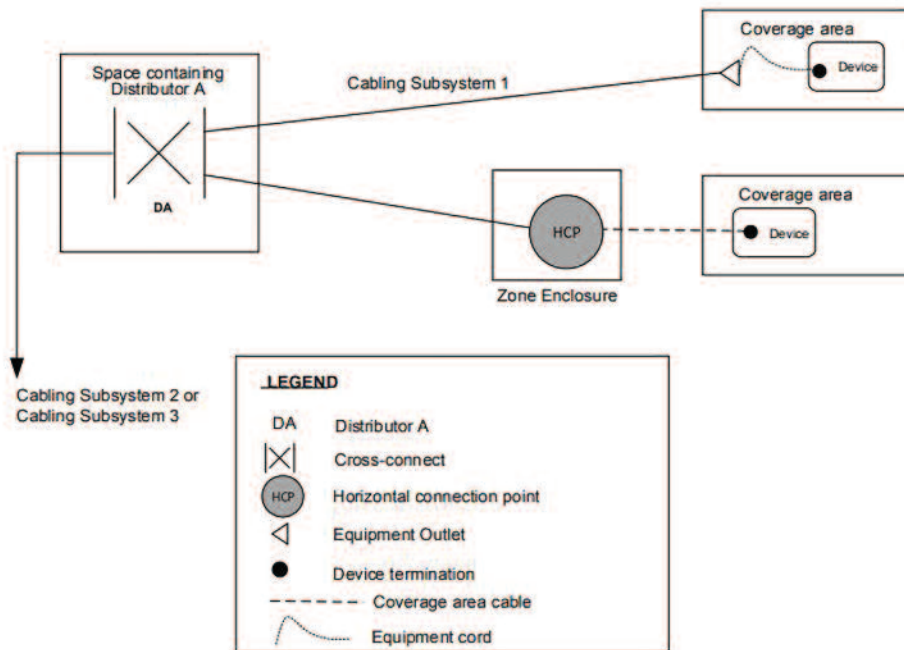 Space containing
Distributor A
DA
Cabling Subsystem 1
Coverage area
Device
HCP
Zone Enclosure
Coverage area
Device
Cabling Subsystem 2 or
Cabling Subsystem 3
LEGEND
DA Distributor A
Cross-connect
HCP Horizontal connection point
Equipment Outlet
Device termination
Coverage area cable
Equipment cord